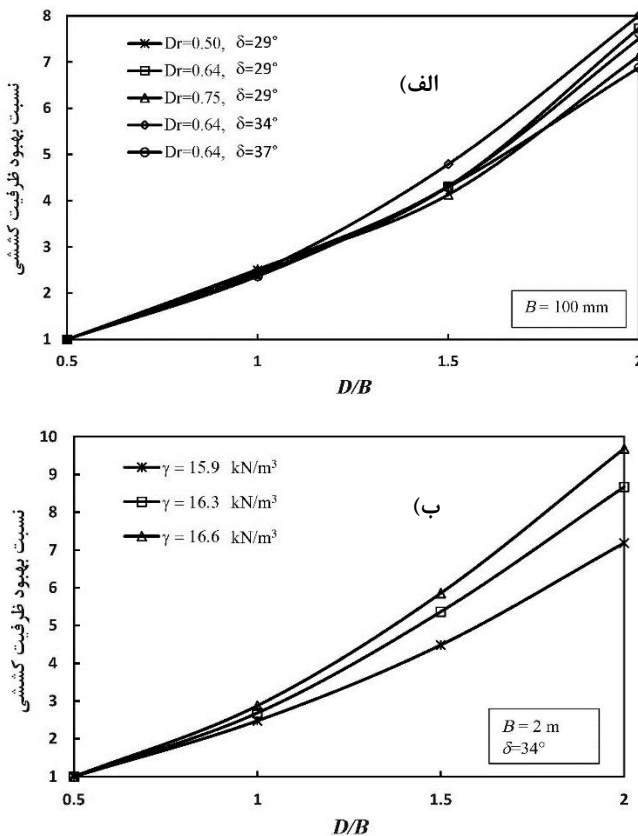 8
7
6
5
4
3
2
1
نسبت بهبود ظرفیت کششی
Dr=0.50, δ=29°
Dr=0.64, δ=29°
Dr=0.75, δ=29°
Dr=0.64, δ=34°
Dr=0.64, δ=37°
الف)
B = 100 mm
0.5 1 1.5 2
D/B
10
9
8
7
6
5
4
3
2
1
نسبت بهبود ظرفیت کششی
γ = 15.9 kN/m³
γ = 16.3 kN/m³
γ = 16.6 kN/m³
ب)
B = 2 m
δ=34°
0.5 1 1.5 2
D/B